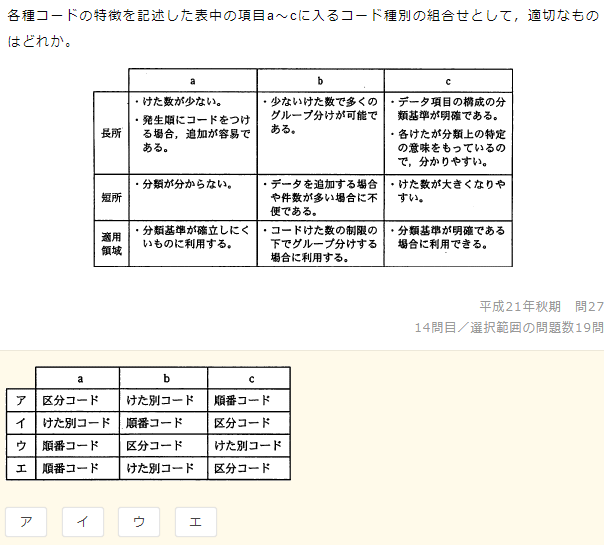 各種コードの特徴を記述した表中の項目a～cに入るコード種別の組合せとして，適切なもの
はどれか。
a b c
長所
・けた数が少ない。
・発生順にコードをつけ
る場合，追加が容易で
ある。
・少ないけた数で多くの
グループ分けが可能で
ある。
・データ項目の構成の分
類基準が明確である。
・各けたが分類上の特定
の意味をもっているの
で，分かりやすい。
短所
・分類が分からない。
・データを追加する場合
や件数が多い場合に不
便である。
・けた数が大きくなりや
すい。
適用
領域
・分類基準が確立しにく
いものに利用する。
・コードけた数の制限の
下でグループ分けする
場合に利用する。
・分類基準が明確である
場合に利用できる。
平成21年秋期　問27
14問目／選択範囲の問題数19問
a b c
ア 区分コード けた別コード 順番コード
イ けた別コード 順番コード 区分コード
ウ 順番コード 区分コード けた別コード
エ 順番コード けた別コード 区分コード
ア イ ウ エ